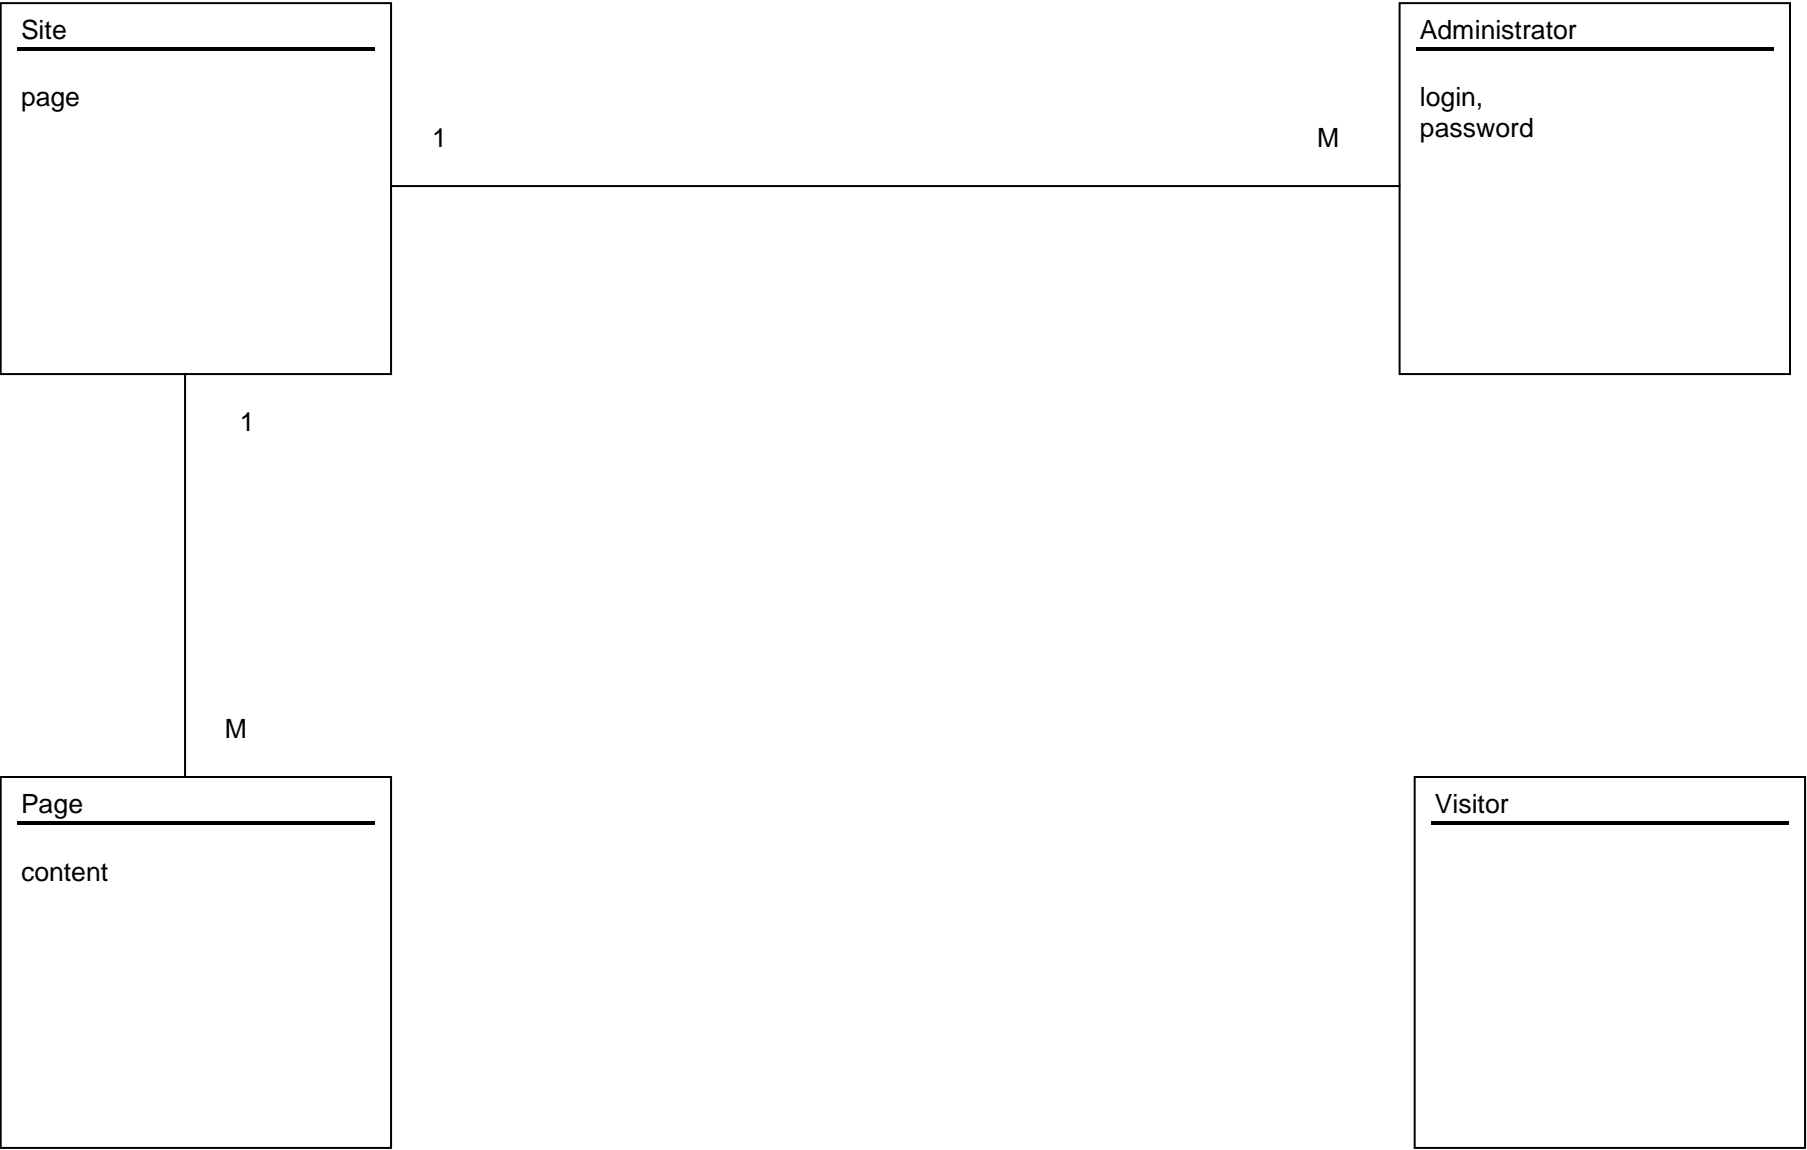 Site
page
1
M
Administrator
login,
password
1
M
Page
content
Visitor